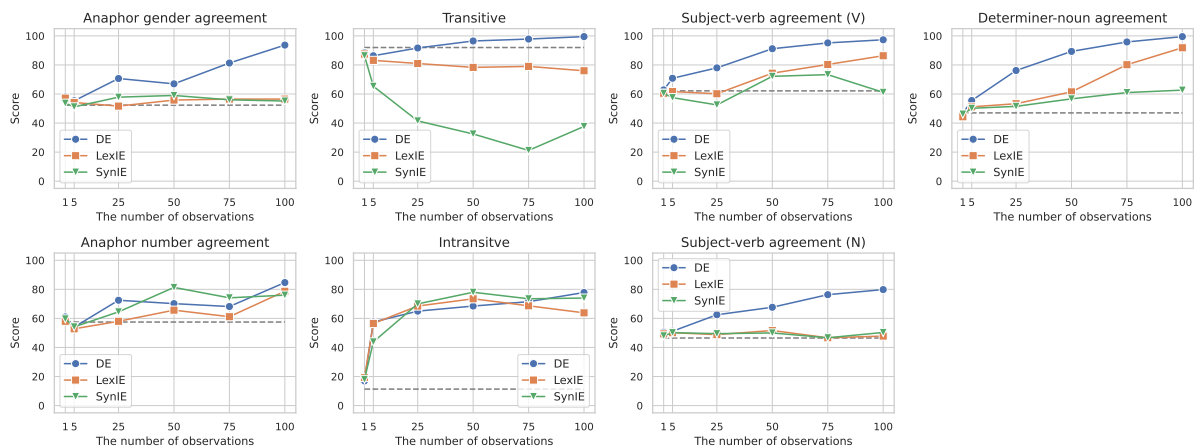 Anaphor gender agreement
Score
100
80
60
40
20
0
DE
LexIE
SynIE
1 5 25 50 75 100
The number of observations
Transitive
Score
100
80
60
40
20
0
DE
LexIE
SynIE
1 5 25 50 75 100
The number of observations
Subject-verb agreement (V)
Score
100
80
60
40
20
0
DE
LexIE
SynIE
1 5 25 50 75 100
The number of observations
Determiner-noun agreement
Score
100
80
60
40
20
0
DE
LexIE
SynIE
1 5 25 50 75 100
The number of observations
Anaphor number agreement
Score
100
80
60
40
20
0
DE
LexIE
SynIE
1 5 25 50 75 100
The number of observations
Intransitve
Score
100
80
60
40
20
0
DE
LexIE
SynIE
1 5 25 50 75 100
The number of observations
Subject-verb agreement (N)
Score
100
80
60
40
20
0
DE
LexIE
SynIE
1 5 25 50 75 100
The number of observations